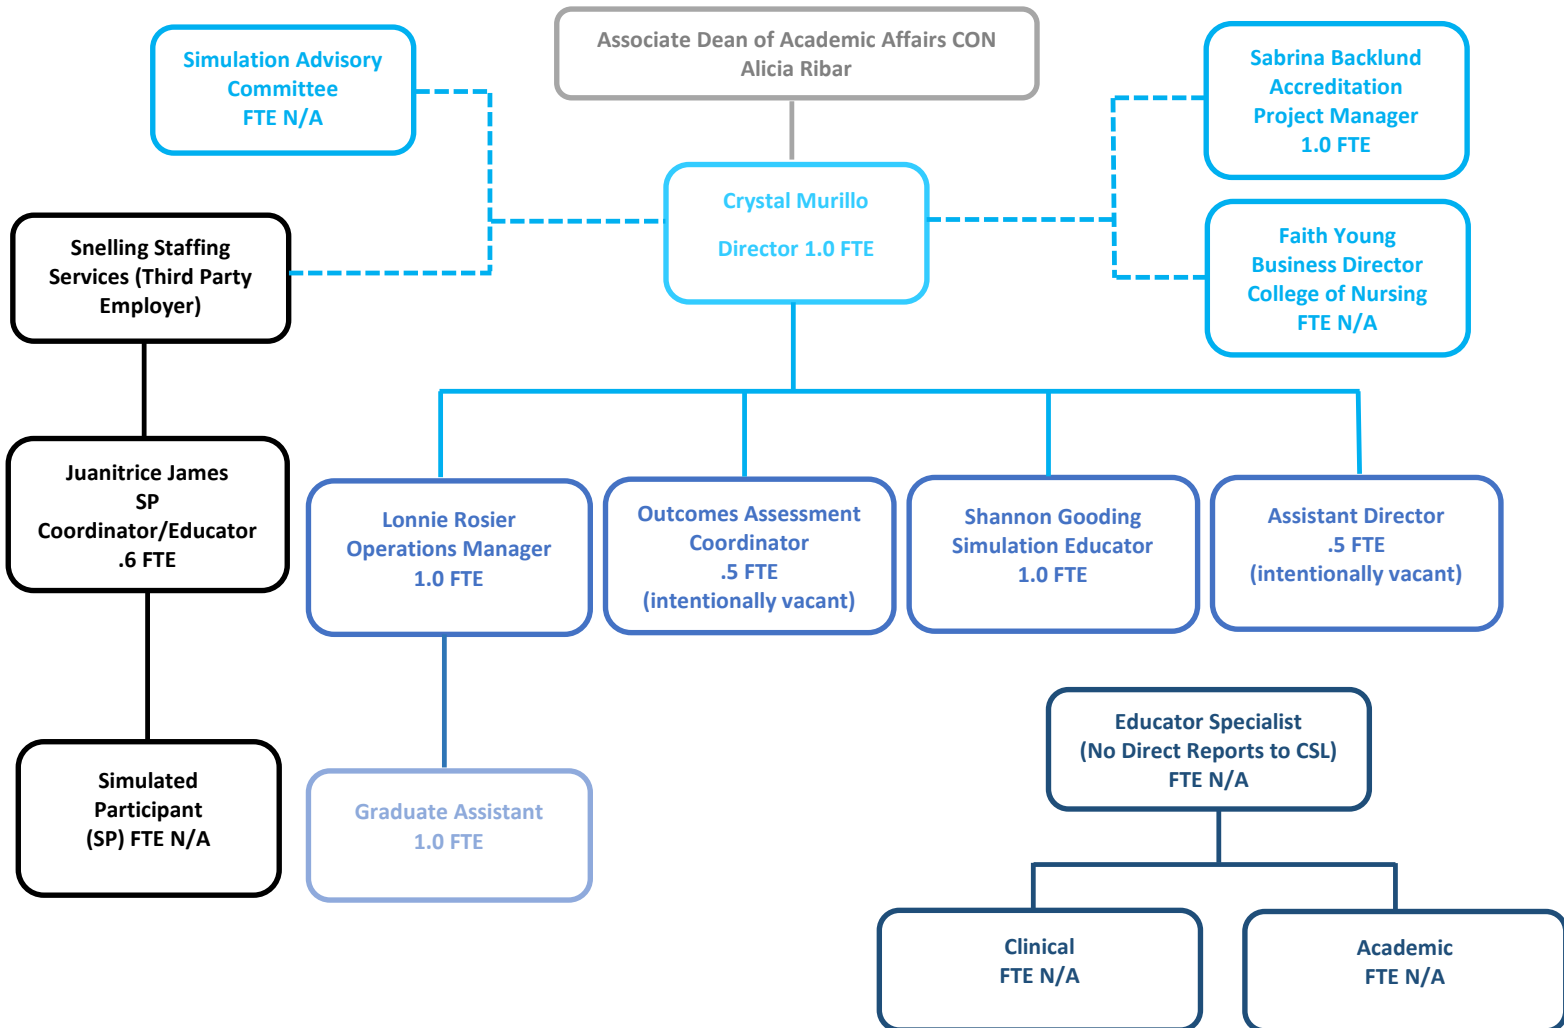 Associate Dean of Academic Affairs CON
Alicia Ribar
Simulation Advisory
Committee
FTE N/A
Sabrina Backlund
Accreditation
Project Manager
1.0 FTE
Crystal Murillo
Director 1.0 FTE
Snelling Staffing
Services (Third Party
Employer)
Faith Young
Business Director
College of Nursing
FTE N/A
Juanitrice James
SP
Coordinator/Educator
.6 FTE
Lonnie Rosier
Operations Manager
1.0 FTE
Outcomes Assessment
Coordinator
.5 FTE
(intentionally vacant)
Shannon Gooding
Simulation Educator
1.0 FTE
Assistant Director
.5 FTE
(intentionally vacant)
Simulated
Participant
(SP) FTE N/A
Graduate Assistant
1.0 FTE
Educator Specialist
(No Direct Reports to CSL)
FTE N/A
Clinical
FTE N/A
Academic
FTE N/A